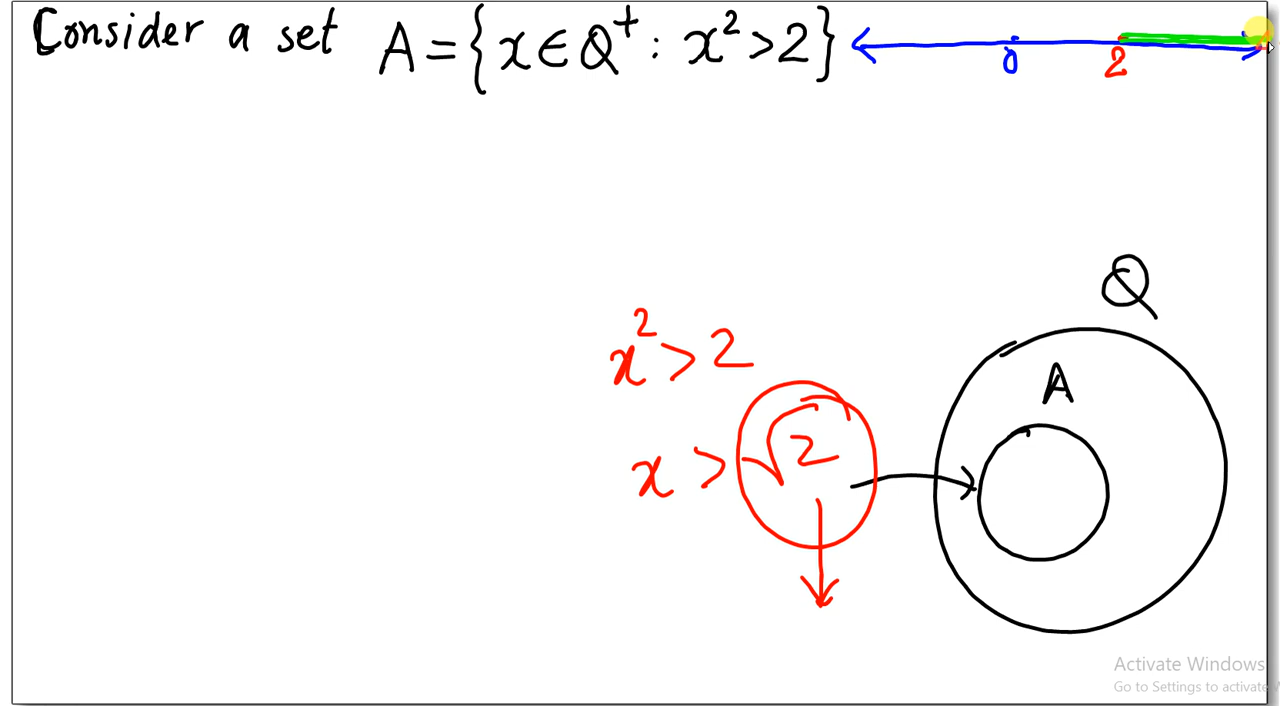 Consider a set A = {x ∈ Q⁺ : x² > 2}
0 2
Q
A
x² > 2
x > √2
Activate Windows
Go to Settings to activate W